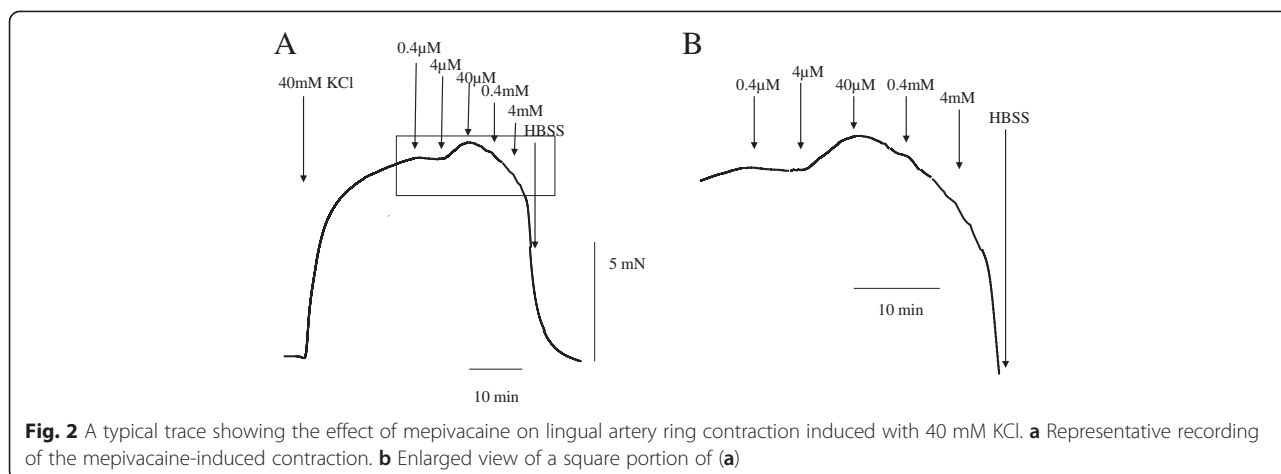 A
B
0.4µM
4µM
40µM
0.4mM
4mM
HBSS
40mM KCl
5 mN
10 min
0.4µM
4µM
40µM
0.4mM
4mM
HBSS
10 min
Fig. 2 A typical trace showing the effect of mepivacaine on lingual artery ring contraction induced with 40 mM KCl. a Representative recording
of the mepivacaine-induced contraction. b Enlarged view of a square portion of (a)